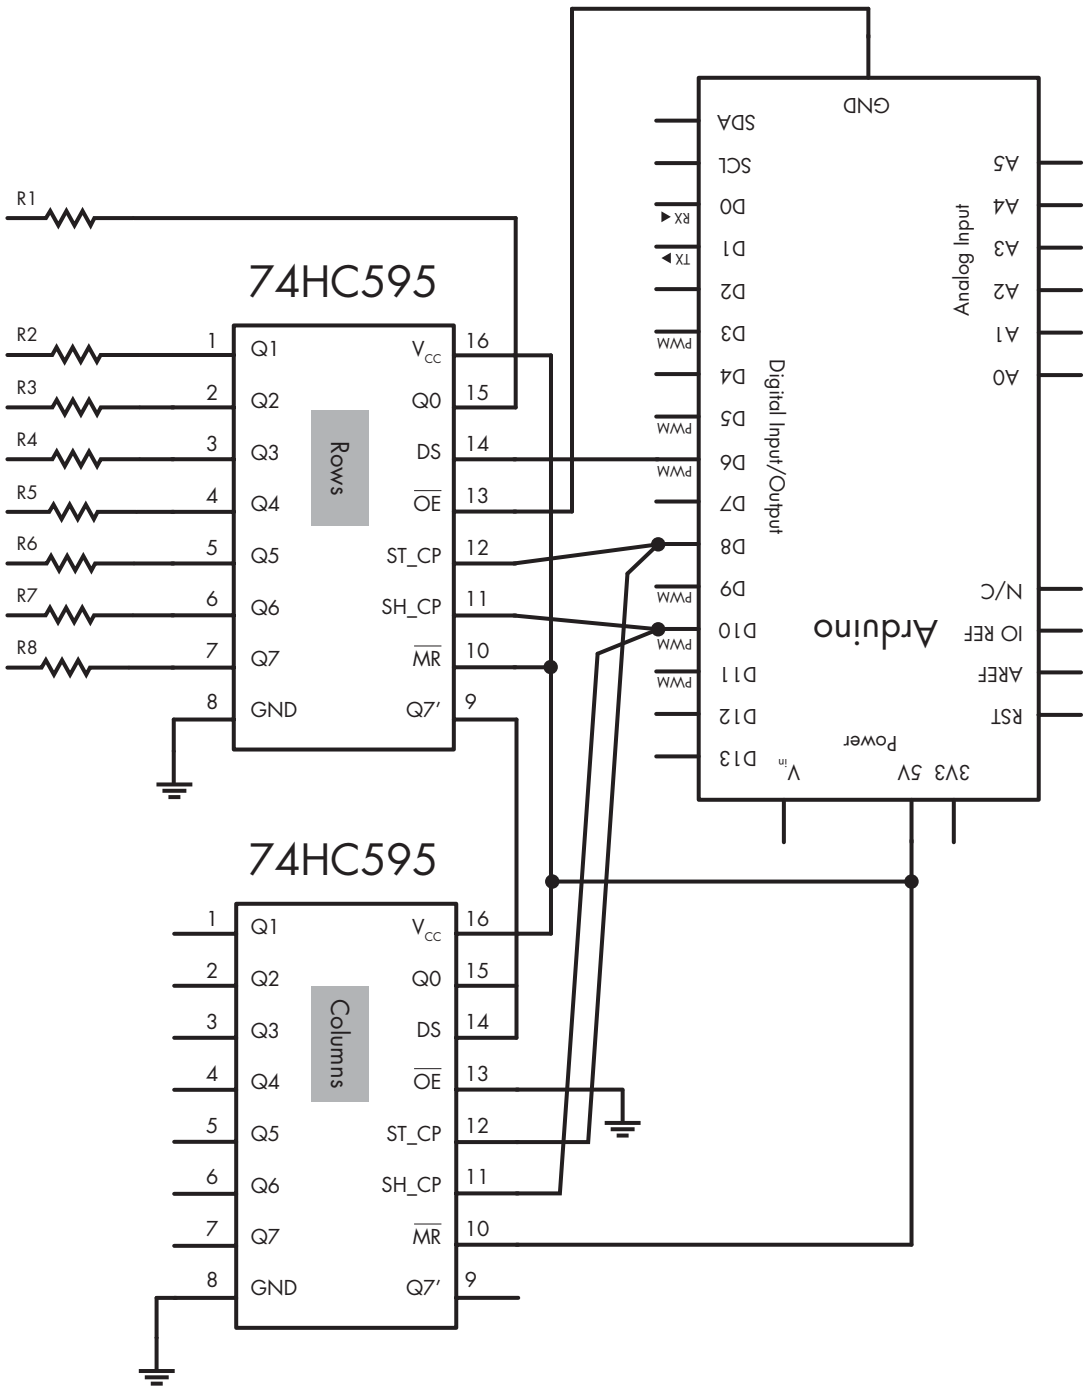 R1
74HC595
R2
R3
R4
R5
R6
R7
R8
1 Q1
2 Q2
3 Q3
4 Q4
5 Q5
6 Q6
7 Q7
8 GND
Rows
VCC 16
Q0 15
DS 14
OE 13
ST_CP 12
SH_CP 11
MR 10
Q7' 9
74HC595
1 Q1
2 Q2
3 Q3
4 Q4
5 Q5
6 Q6
7 Q7
8 GND
Columns
VCC 16
Q0 15
DS 14
OE 13
ST_CP 12
SH_CP 11
MR 10
Q7' 9
GND
SDA
SCL
D0
RX ◀
D1
TX ▶
D2
D3
PWM
D4
D5
PWM
D6
PWM
D7
D8
D9
PWM
D10
PWM
D11
PWM
D12
D13
Digital Input/Output
Analog Input
A5
A4
A3
A2
A1
A0
N/C
IO REF
AREF
RST
Arduino
Power
Vin
5V
3V3